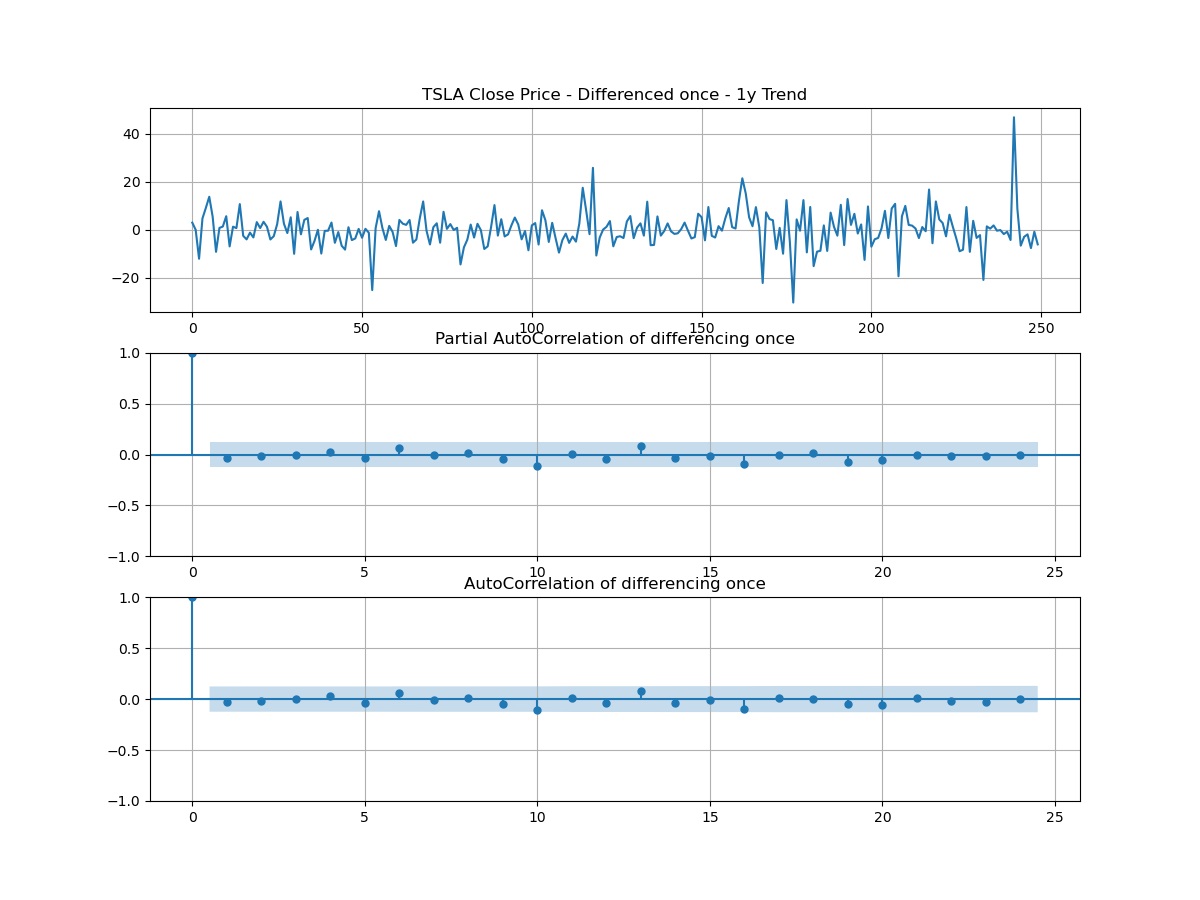 TSLA Close Price - Differenced once - 1y Trend
40
20
0
−20
0 50 100 150 200 250
Partial AutoCorrelation of differencing once
1.0
0.5
0.0
−0.5
−1.0
0 5 10 15 20 25
AutoCorrelation of differencing once
1.0
0.5
0.0
−0.5
−1.0
0 5 10 15 20 25